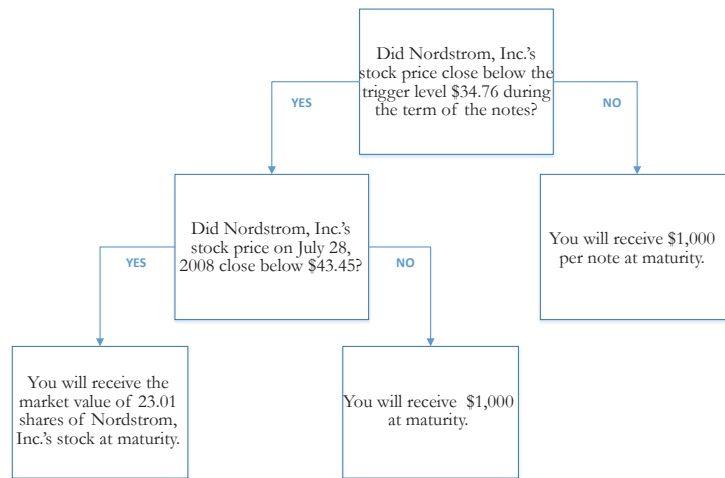 Did Nordstrom, Inc.'s
stock price close below the
trigger level $34.76 during
the term of the notes?
YES
NO
Did Nordstrom, Inc.'s
stock price on July 28,
2008 close below $43.45?
You will receive $1,000
per note at maturity.
YES
NO
You will receive the
market value of 23.01
shares of Nordstrom,
Inc.'s stock at maturity.
You will receive $1,000
at maturity.